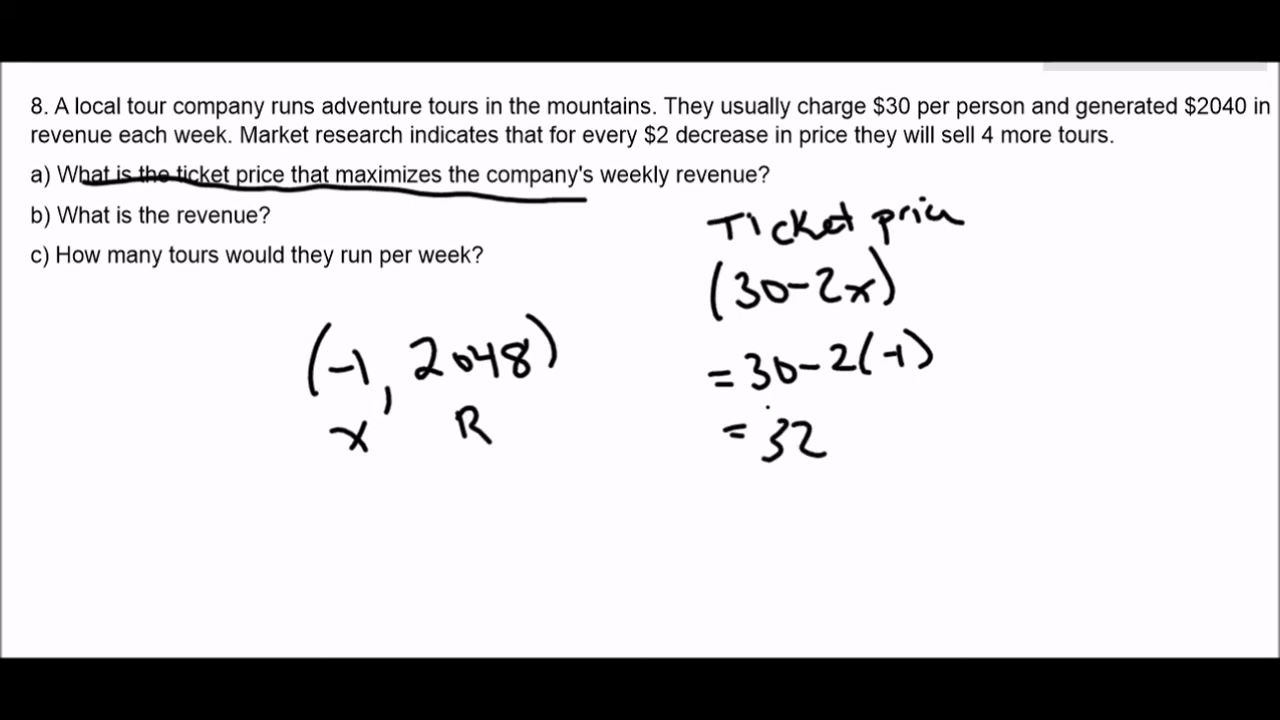 8. A local tour company runs adventure tours in the mountains. They usually charge $30 per person and generated $2040 in
revenue each week. Market research indicates that for every $2 decrease in price they will sell 4 more tours.
a) What is the ticket price that maximizes the company's weekly revenue?
b) What is the revenue?
c) How many tours would they run per week?
Ticket price
(30-2x)
(-1, 2048)
= 30-2(-1)
x R
= 32